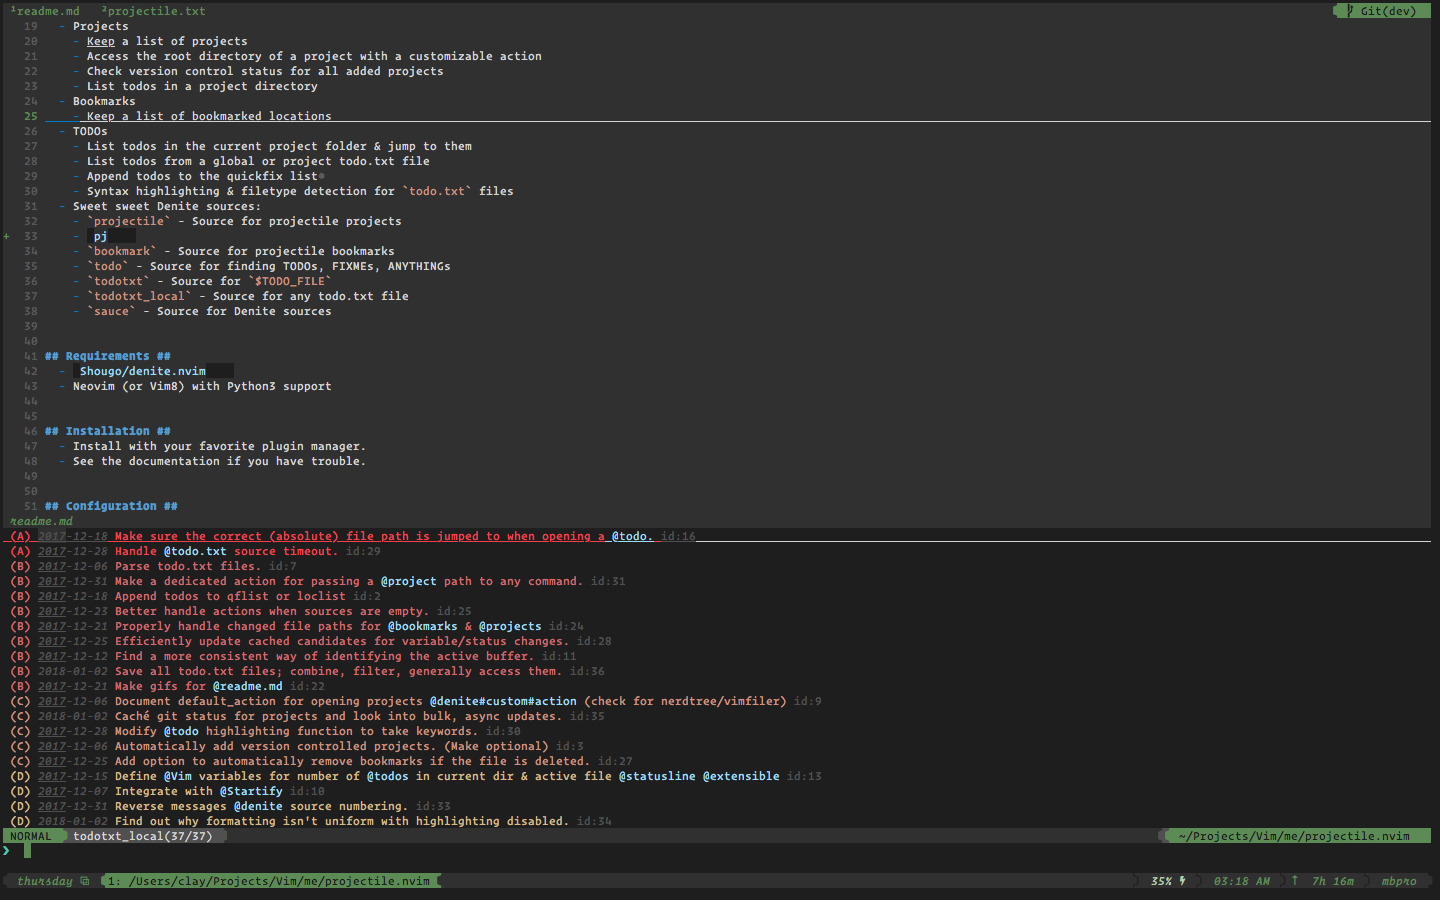 ¹readme.md ²projectile.txt Git(dev)
19 - Projects
20 - Keep a list of projects
21 - Access the root directory of a project with a customizable action
22 - Check version control status for all added projects
23 - List todos in a project directory
24 - Bookmarks
25 - Keep a list of bookmarked locations
26 - TODOs
27 - List todos in the current project folder & jump to them
28 - List todos from a global or project todo.txt file
29 - Append todos to the quickfix list
30 - Syntax highlighting & filetype detection for `todo.txt` files
31 - Sweet sweet Denite sources:
32 - `projectile` - Source for projectile projects
+ 33 - pj
34 - `bookmark` - Source for projectile bookmarks
35 - `todo` - Source for finding TODOs, FIXMEs, ANYTHINGs
36 - `todotxt` - Source for `$TODO_FILE`
37 - `todotxt_local` - Source for any todo.txt file
38 - `sauce` - Source for Denite sources
39
40
41 ## Requirements ##
42 - Shougo/denite.nvim
43 - Neovim (or Vim8) with Python3 support
44
45
46 ## Installation ##
47 - Install with your favorite plugin manager.
48 - See the documentation if you have trouble.
49
50
51 ## Configuration ##
readme.md
(A) 2017-12-18 Make sure the correct (absolute) file path is jumped to when opening a @todo. id:16
(A) 2017-12-28 Handle @todo.txt source timeout. id:29
(B) 2017-12-06 Parse todo.txt files. id:7
(B) 2017-12-31 Make a dedicated action for passing a @project path to any command. id:31
(B) 2017-12-18 Append todos to qflist or loclist id:2
(B) 2017-12-23 Better handle actions when sources are empty. id:25
(B) 2017-12-21 Properly handle changed file paths for @bookmarks & @projects id:24
(B) 2017-12-25 Efficiently update cached candidates for variable/status changes. id:28
(B) 2017-12-12 Find a more consistent way of identifying the active buffer. id:11
(B) 2018-01-02 Save all todo.txt files; combine, filter, generally access them. id:36
(B) 2017-12-21 Make gifs for @readme.md id:22
(C) 2017-12-06 Document default_action for opening projects @denite#custom#action (check for nerdtree/vimfiler) id:9
(C) 2018-01-02 Caché git status for projects and look into bulk, async updates. id:35
(C) 2017-12-28 Modify @todo highlighting function to take keywords. id:30
(C) 2017-12-06 Automatically add version controlled projects. (Make optional) id:3
(C) 2017-12-25 Add option to automatically remove bookmarks if the file is deleted. id:27
(D) 2017-12-15 Define @Vim variables for number of @todos in current dir & active file @statusline @extensible id:13
(D) 2017-12-07 Integrate with @Startify id:10
(D) 2017-12-31 Reverse messages @denite source numbering. id:33
(D) 2018-01-02 Find out why formatting isn't uniform with highlighting disabled. id:34
NORMAL todotxt_local(37/37) ~/Projects/Vim/me/projectile.nvim
❯
thursday 1: /Users/clay/Projects/Vim/me/projectile.nvim 35% 03:18 AM ↑ 7h 16m mbpro